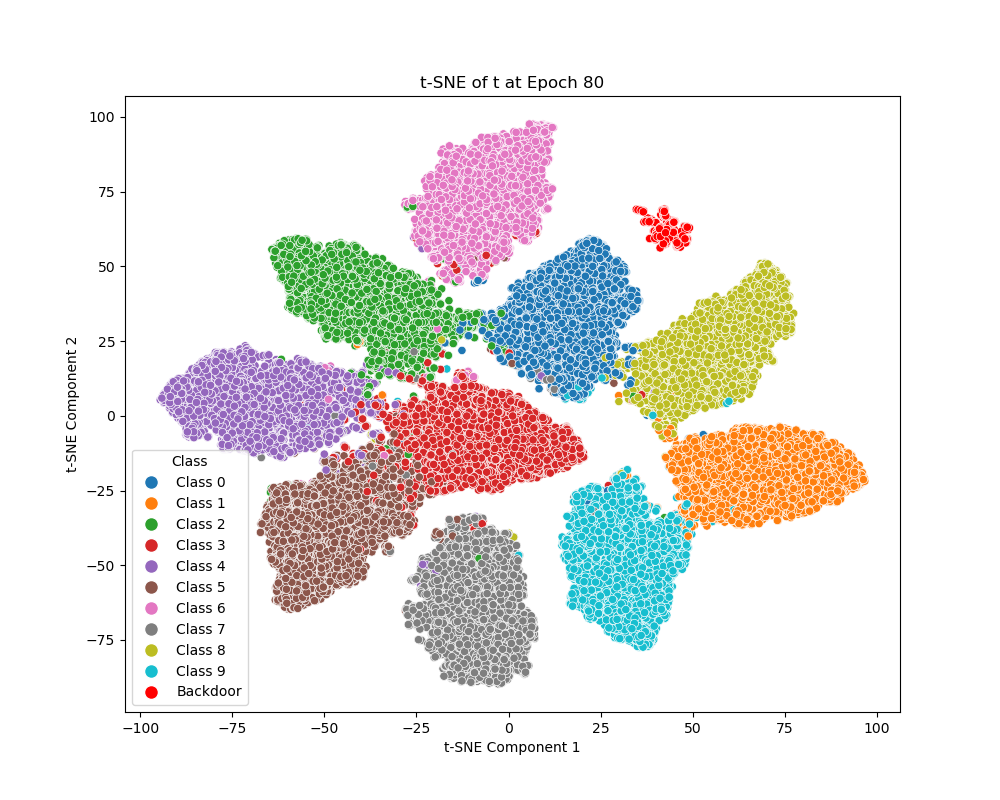 t-SNE of t at Epoch 80
t-SNE Component 2
100
75
50
25
0
−25
−50
−75
Class
Class 0
Class 1
Class 2
Class 3
Class 4
Class 5
Class 6
Class 7
Class 8
Class 9
Backdoor
−100 −75 −50 −25 0 25 50 75 100
t-SNE Component 1